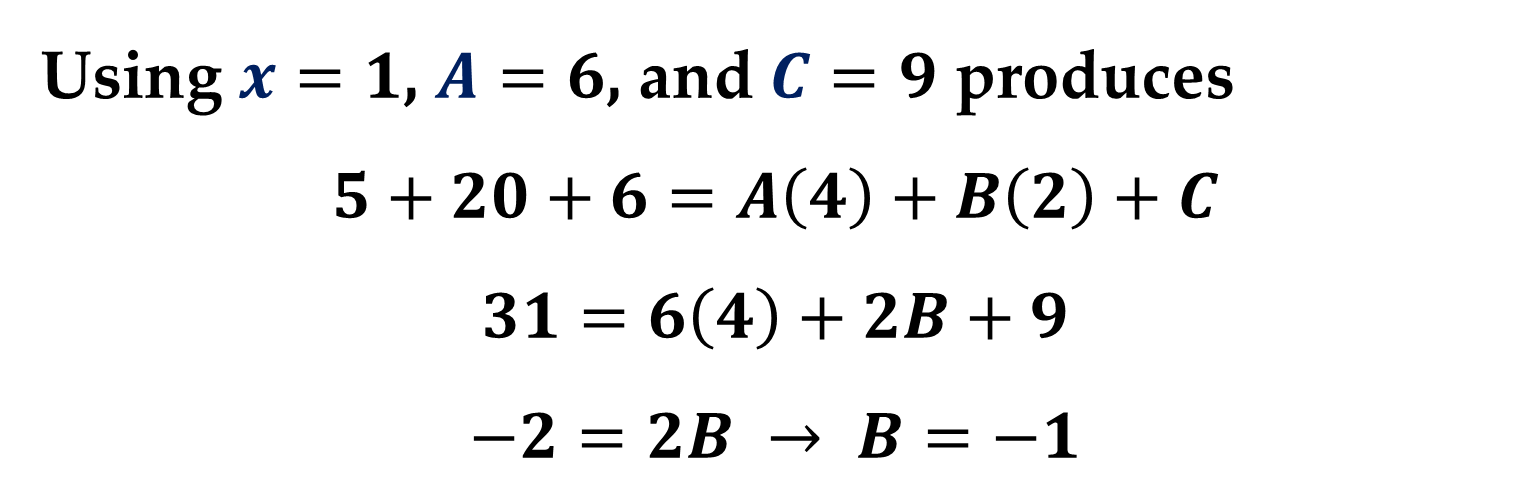 Using x = 1, A = 6, and C = 9 produces
5 + 20 + 6 = A(4) + B(2) + C
31 = 6(4) + 2B + 9
−2 = 2B → B = −1